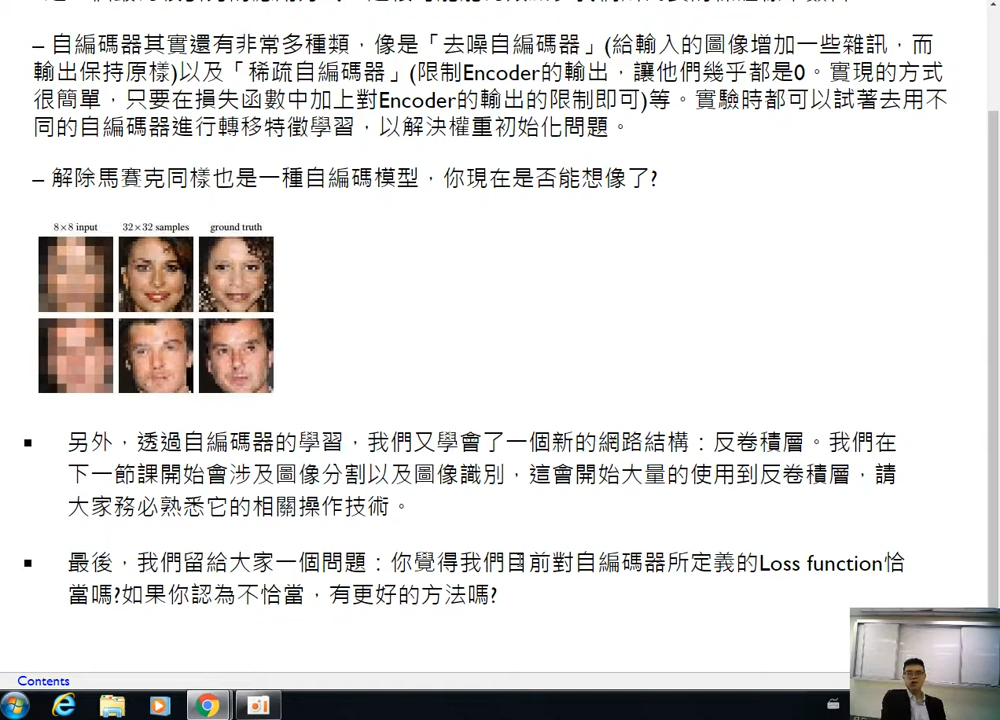 – 自編碼器其實還有非常多種類，像是「去噪自編碼器」(給輸入的圖像增加一些雜訊，而
輸出保持原樣)以及「稀疏自編碼器」(限制Encoder的輸出，讓他們幾乎都是0。實現的方式
很簡單，只要在損失函數中加上對Encoder的輸出的限制即可)等。實驗時都可以試著去用不
同的自編碼器進行轉移特徵學習，以解決權重初始化問題。
– 解除馬賽克同樣也是一種自編碼模型，你現在是否能想像了?
8×8 input 32×32 samples ground truth
▪ 另外，透過自編碼器的學習，我們又學會了一個新的網路結構：反卷積層。我們在
下一節課開始會涉及圖像分割以及圖像識別，這會開始大量的使用到反卷積層，請
大家務必熟悉它的相關操作技術。
▪ 最後，我們留給大家一個問題：你覺得我們目前對自編碼器所定義的Loss function恰
當嗎?如果你認為不恰當，有更好的方法嗎?
Contents